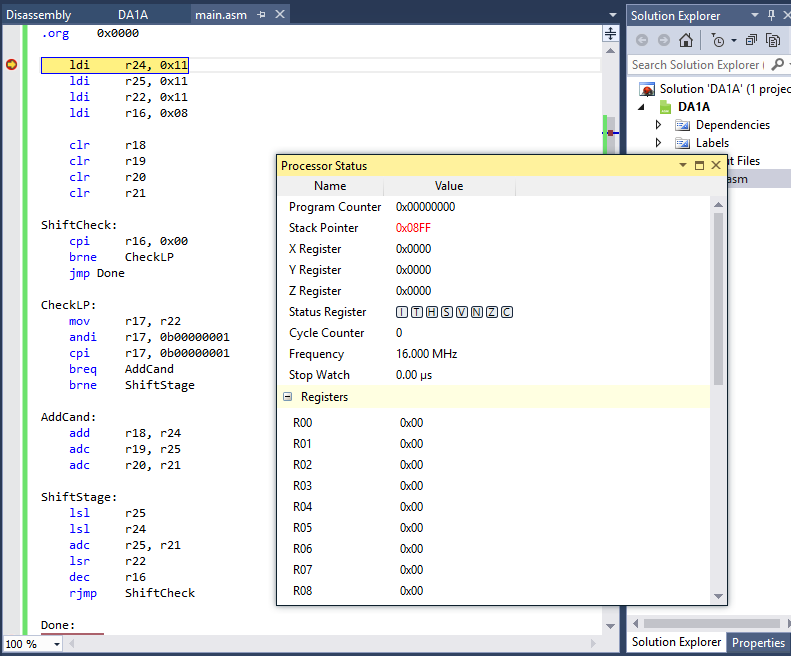 Disassembly DA1A main.asm
.org 0x0000
ldi r24, 0x11
ldi r25, 0x11
ldi r22, 0x11
ldi r16, 0x08
clr r18
clr r19
clr r20
clr r21
ShiftCheck:
cpi r16, 0x00
brne CheckLP
jmp Done
CheckLP:
mov r17, r22
andi r17, 0b00000001
cpi r17, 0b00000001
breq AddCand
brne ShiftStage
AddCand:
add r18, r24
adc r19, r25
adc r20, r21
ShiftStage:
lsl r25
lsl r24
adc r25, r21
lsr r22
dec r16
rjmp ShiftCheck
Done:
100 %
Processor Status
Name Value
Program Counter 0x00000000
Stack Pointer 0x08FF
X Register 0x0000
Y Register 0x0000
Z Register 0x0000
Status Register I T H S V N Z C
Cycle Counter 0
Frequency 16.000 MHz
Stop Watch 0.00 µs
Registers
R00 0x00
R01 0x00
R02 0x00
R03 0x00
R04 0x00
R05 0x00
R06 0x00
R07 0x00
R08 0x00
Solution Explorer
Search Solution Explorer (
Solution 'DA1A' (1 projec
DA1A
Dependencies
Labels
t Files
asm
Solution Explorer Properties